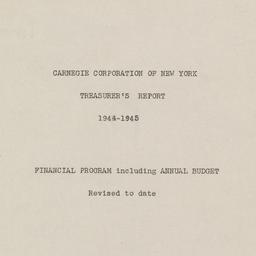 CARNEGIE CORPORATION OF NEW YORK
TREASURER'S REPORT
1944-1945
FINANCIAL PROGRAM including ANNUAL BUDGET
Revised to date